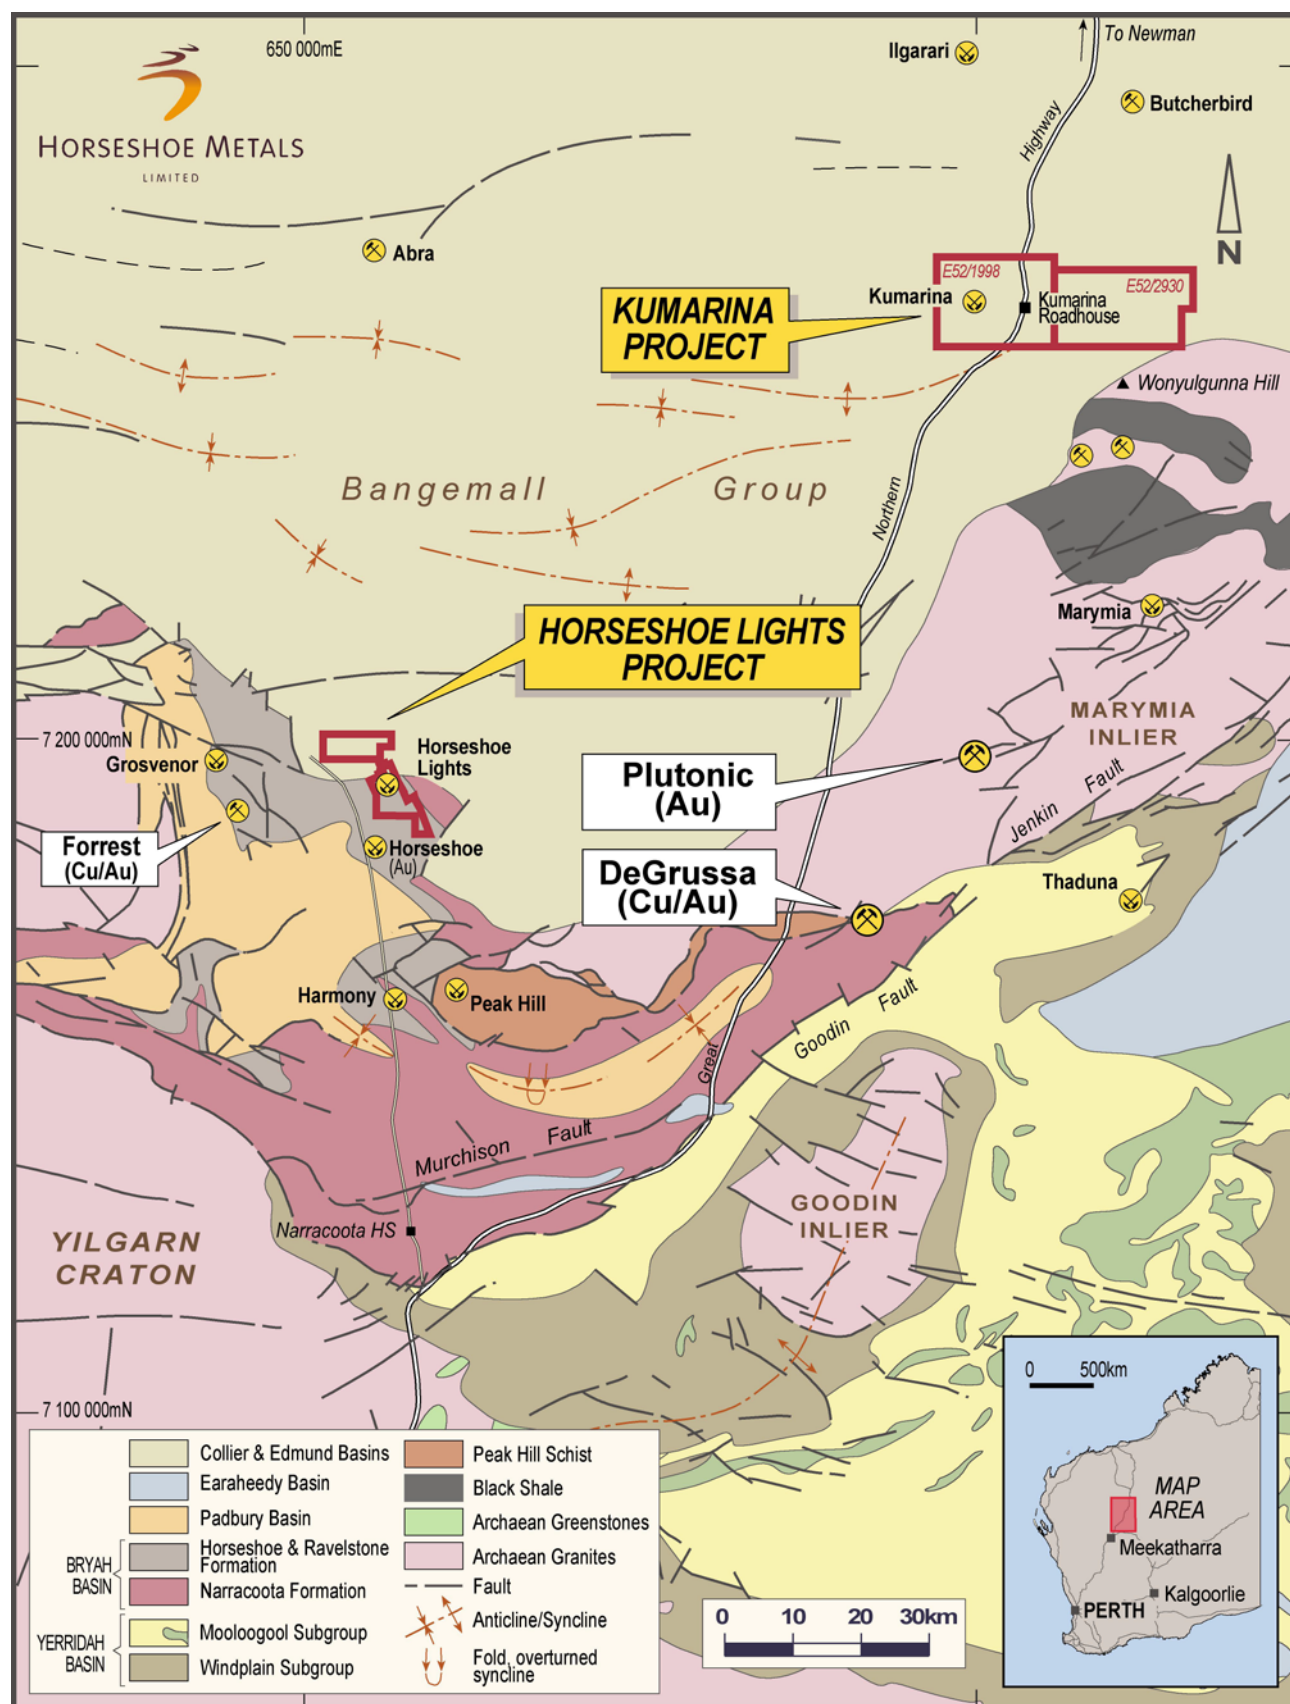 650 000mE
HORSESHOE METALS
LIMITED
Ilgarari
To Newman
Butcherbird
Highway
N
Abra
E52/1998
E52/2930
Kumarina
Kumarina
Roadhouse
KUMARINA
PROJECT
Wonyulgunna Hill
Bangemall Group
Northern
Marymia
HORSESHOE LIGHTS
PROJECT
MARYMIA
INLIER
7 200 000mN
Grosvenor
Horseshoe
Lights
Plutonic
(Au)
Jenkin Fault
Forrest
(Cu/Au)
Horseshoe
(Au)
DeGrussa
(Cu/Au)
Thaduna
Harmony
Peak Hill
Goodin Fault
Great
Murchison Fault
GOODIN
INLIER
Narracoota HS
YILGARN
CRATON
7 100 000mN
Collier & Edmund Basins
Earaheedy Basin
Padbury Basin
BRYAH
BASIN
Horseshoe & Ravelstone
Formation
Narracoota Formation
YERRIDAH
BASIN
Mooloogool Subgroup
Windplain Subgroup
Peak Hill Schist
Black Shale
Archaean Greenstones
Archaean Granites
Fault
Anticline/Syncline
Fold, overturned
syncline
0 10 20 30km
0 500km
MAP
AREA
Meekatharra
Kalgoorlie
PERTH